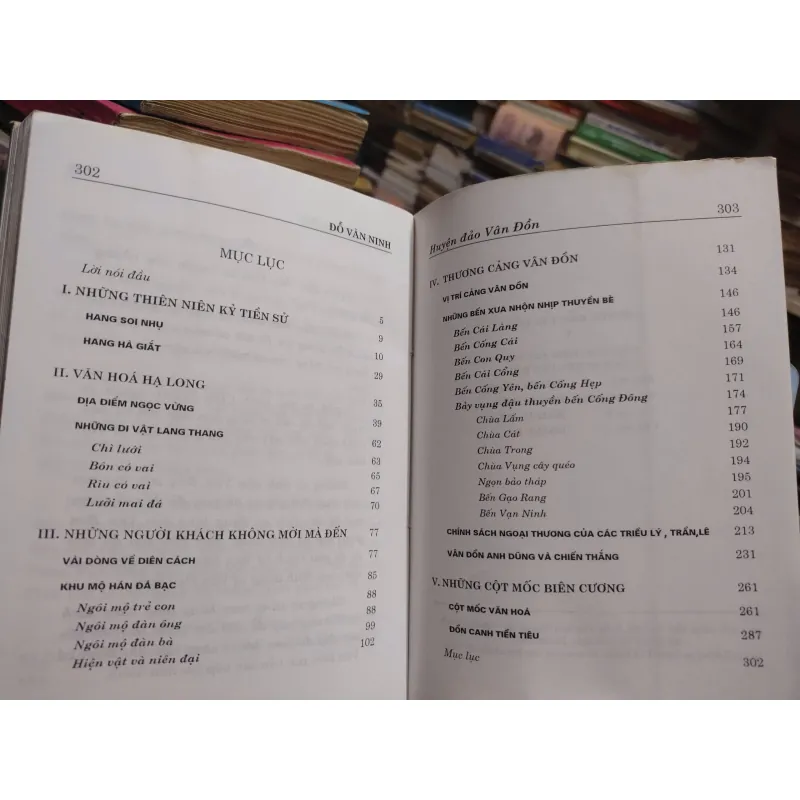 302
ĐỖ VĂN NINH
MỤC LỤC
Lời nói đầu 5
I. NHỮNG THIÊN NIÊN KỶ TIỀN SỬ 9
HANG SOI NHỤ 10
HANG HÀ GIẮT 29
II. VĂN HOÁ HẠ LONG 35
ĐỊA ĐIỂM NGỌC VỪNG 39
NHỮNG DI VẬT LANG THANG 62
Chì lưới 63
Bôn có vai 65
Rìu có vai 67
Lưỡi mai đá 70
III. NHỮNG NGƯỜI KHÁCH KHÔNG MỜI MÀ ĐẾN 77
VÀI DÒNG VỀ DIÊN CÁCH 77
KHU MỘ HÁN ĐÁ BẠC 85
Ngôi mộ trẻ con 88
Ngôi mộ đàn ông 88
Ngôi mộ đàn bà 99
Hiện vật và niên đại 102
Huyện đảo Vân Đồn 303
IV. THƯƠNG CẢNG VÂN ĐỒN 131
VỊ TRÍ CẢNG VÂN ĐỒN 134
NHỮNG BẾN XƯA NHỘN NHỊP THUYỀN BÈ 146
Bến Cái Làng 146
Bến Cống Cái 157
Bến Con Quy 164
Bến Cái Cổng 169
Bến Cống Yên, bến Cống Hẹp 171
Bảy vụng đậu thuyền bến Cống Đông 174
Chùa Lấm 177
Chùa Cát 190
Chùa Trong 192
Chùa Vụng cây quéo 194
Ngọn bảo tháp 195
Bến Gạo Rang 201
Bến Vạn Ninh 204
CHÍNH SÁCH NGOẠI THƯƠNG CỦA CÁC TRIỀU LÝ , TRẦN,LÊ 213
VÂN ĐỒN ANH DŨNG VÀ CHIẾN THẮNG 231
V. NHỮNG CỘT MỐC BIÊN CƯƠNG 261
CỘT MỐC VĂN HOÁ 261
ĐỒN CANH TIỀN TIÊU 287
Mục lục 302